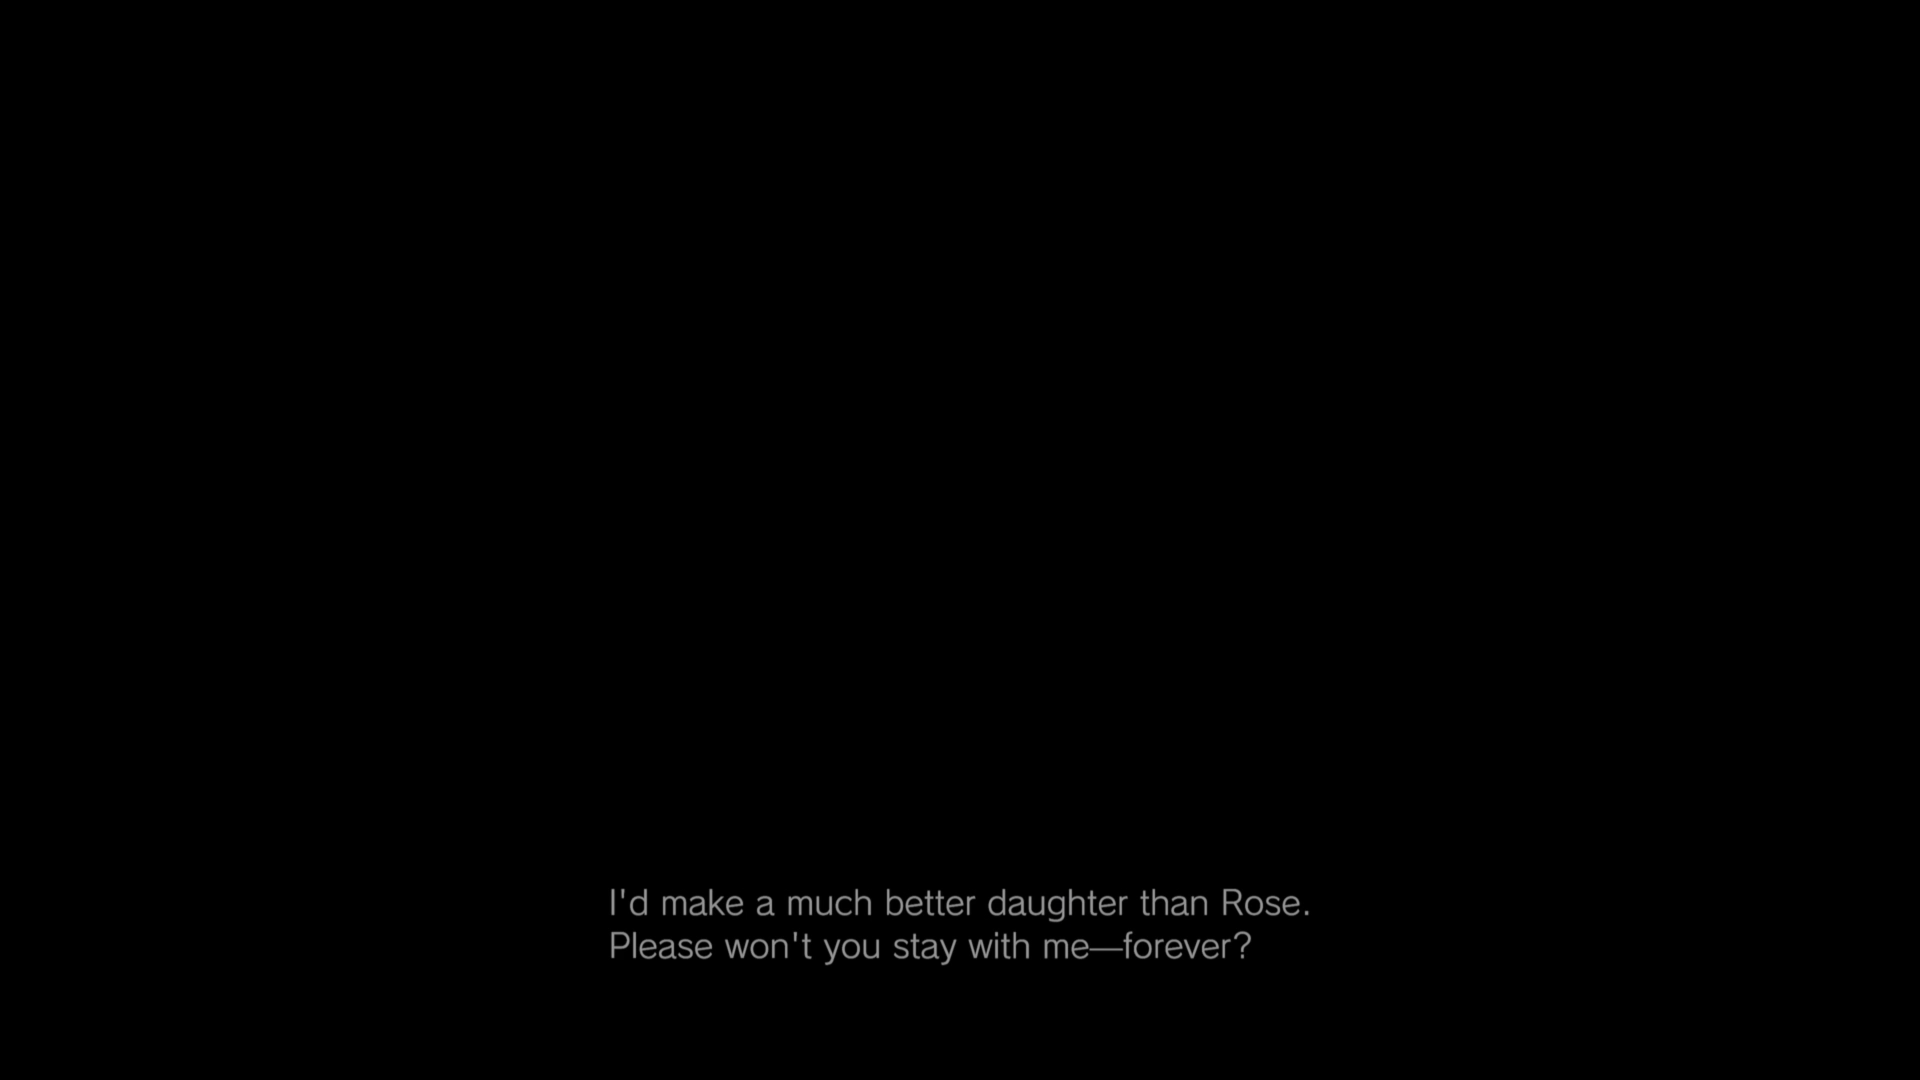 I'd make a much better daughter than Rose.
Please won't you stay with me—forever?